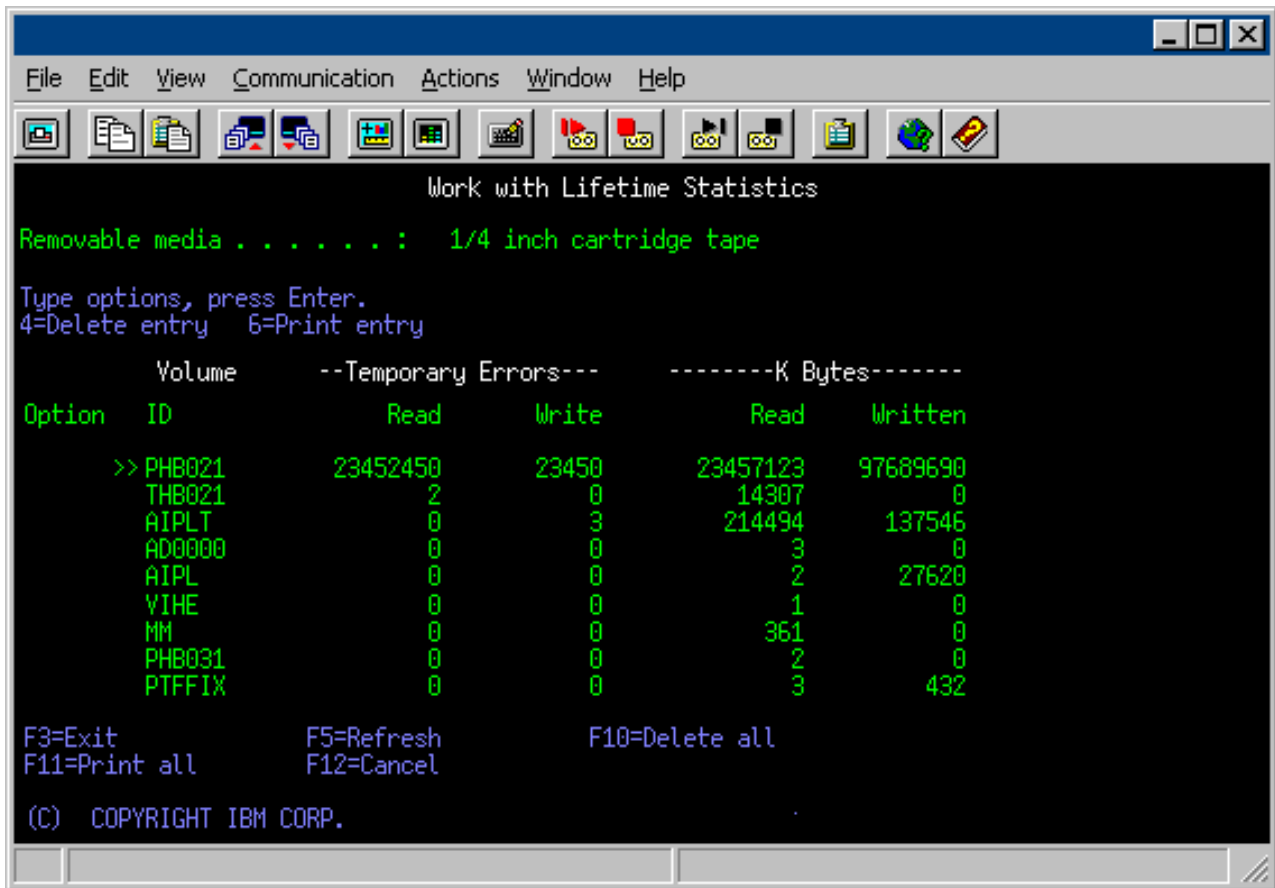 File Edit View Communication Actions Window Help
Work with Lifetime Statistics
Removable media . . . . . . : 1/4 inch cartridge tape
Type options, press Enter.
4=Delete entry 6=Print entry
Volume --Temporary Errors--- --------K Bytes-------
Option ID Read Write Read Written
>> PHB021 23452450 23450 23457123 97689690
THB021 2 0 14307 0
AIPLT 0 3 214494 137546
AD0000 0 0 3 0
AIPL 0 0 2 27620
VIHE 0 0 1 0
MM 0 0 361 0
PHB031 0 0 2 0
PTFFIX 0 0 3 432
F3=Exit F5=Refresh F10=Delete all
F11=Print all F12=Cancel
(C) COPYRIGHT IBM CORP.